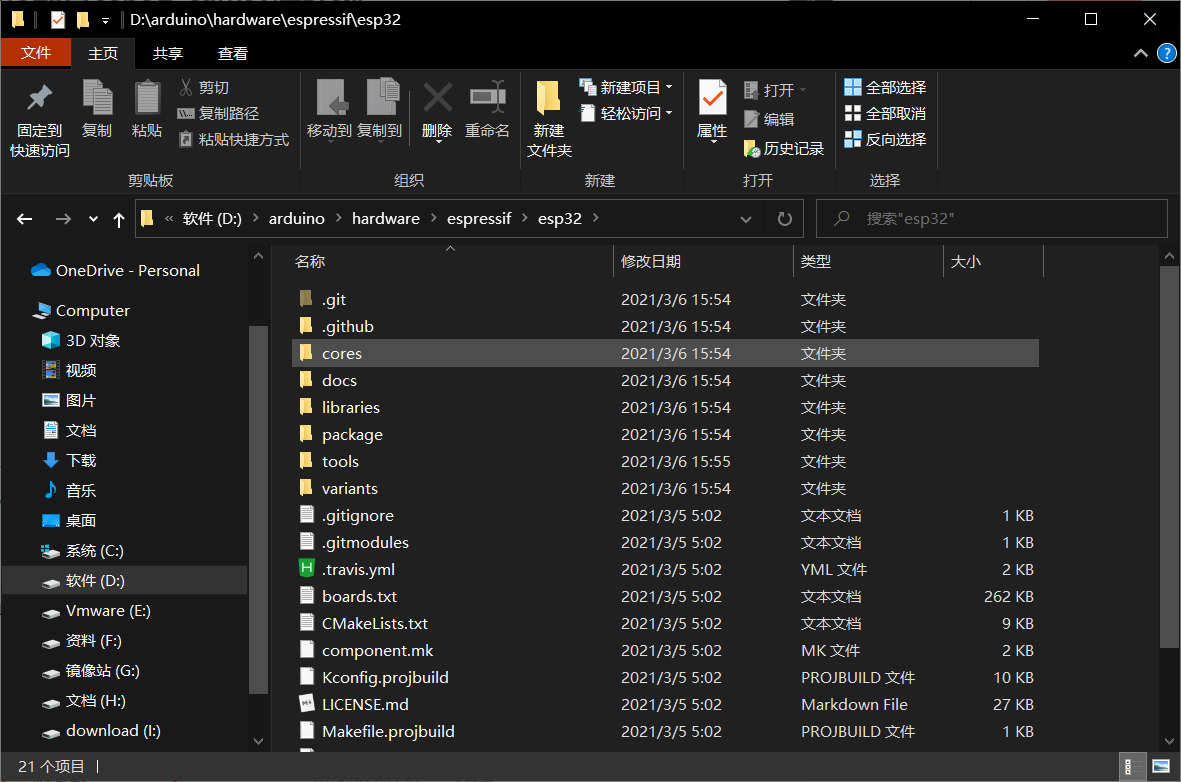 D:\arduino\hardware\espressif\esp32
文件 主页 共享 查看
固定到
快速访问
复制
粘贴
剪切
复制路径
粘贴快捷方式
剪贴板
移动到 复制到 删除 重命名
组织
新建
文件夹
新建项目
轻松访问
新建
属性
打开
编辑
历史记录
打开
全部选择
全部取消
反向选择
选择
« 软件 (D:) > arduino > hardware > espressif > esp32 >
搜索"esp32"
OneDrive - Personal
Computer
3D 对象
视频
图片
文档
下载
音乐
桌面
系统 (C:)
软件 (D:)
Vmware (E:)
资料 (F:)
镜像站 (G:)
文档 (H:)
download (I:)
名称 修改日期 类型 大小
.git 2021/3/6 15:54 文件夹
.github 2021/3/6 15:54 文件夹
cores 2021/3/6 15:54 文件夹
docs 2021/3/6 15:54 文件夹
libraries 2021/3/6 15:54 文件夹
package 2021/3/6 15:54 文件夹
tools 2021/3/6 15:55 文件夹
variants 2021/3/6 15:54 文件夹
.gitignore 2021/3/5 5:02 文本文档 1 KB
.gitmodules 2021/3/5 5:02 文本文档 1 KB
.travis.yml 2021/3/5 5:02 YML 文件 2 KB
boards.txt 2021/3/5 5:02 文本文档 262 KB
CMakeLists.txt 2021/3/5 5:02 文本文档 9 KB
component.mk 2021/3/5 5:02 MK 文件 2 KB
Kconfig.projbuild 2021/3/5 5:02 PROJBUILD 文件 10 KB
LICENSE.md 2021/3/5 5:02 Markdown File 27 KB
Makefile.projbuild 2021/3/5 5:02 PROJBUILD 文件 1 KB
21 个项目